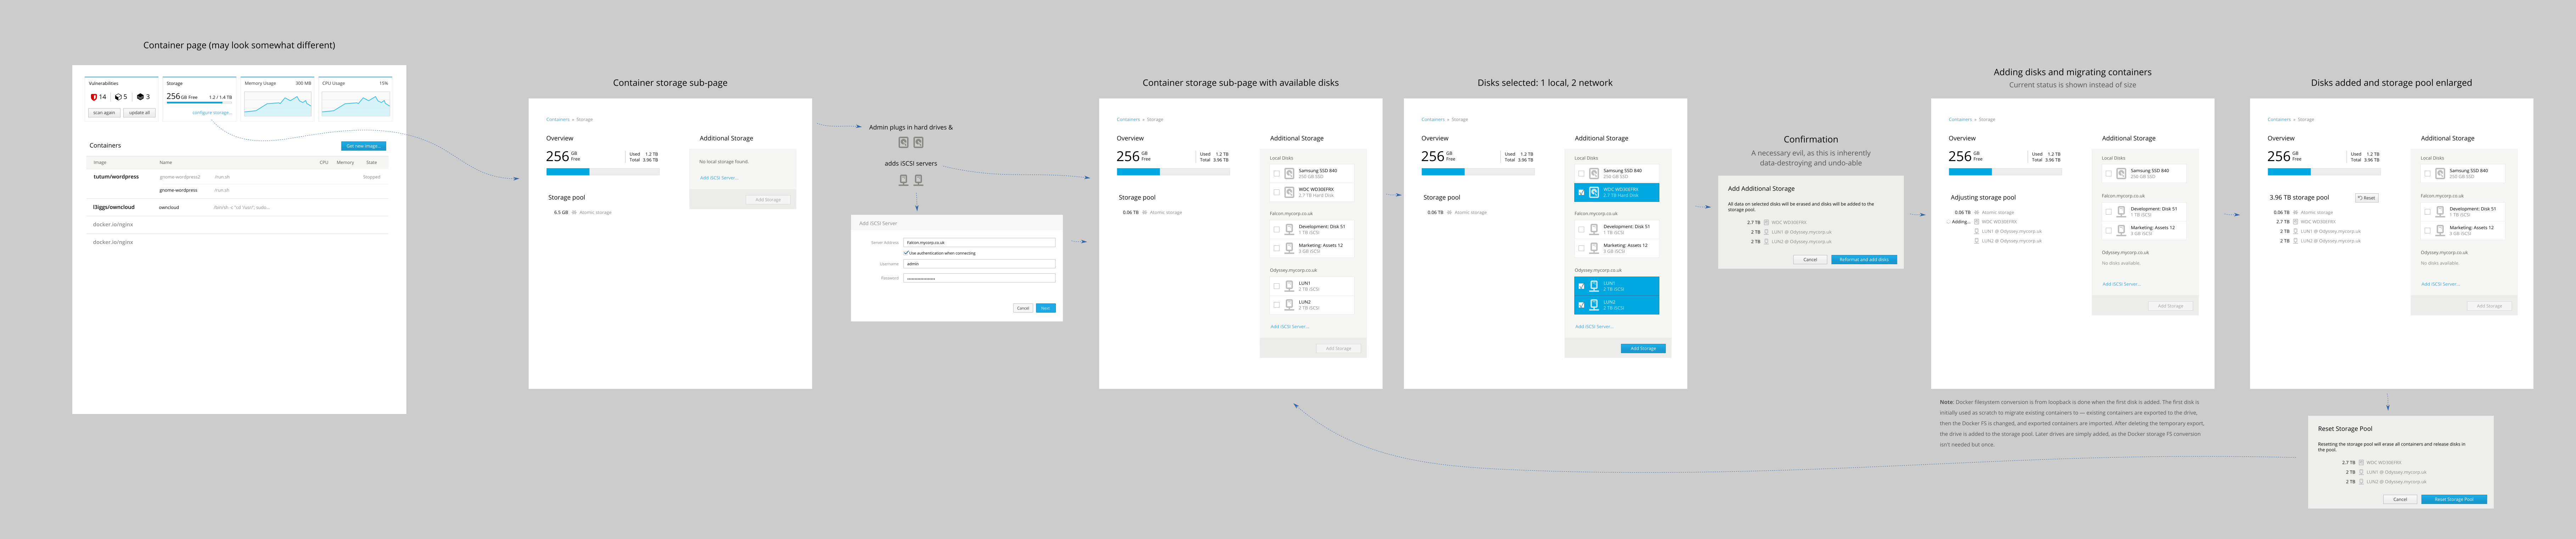 Container page (may look somewhat different)
Vulnerabilities
14
5
3
scan again
update all
Storage
256 GB Free
1.2 / 1.4 TB
configure storage...
Memory Usage
300 MB
CPU Usage
15%
Containers
Get new image...
Image
Name
CPU
Memory
State
tutum/wordpress
gnome-wordpress2
/run.sh
Stopped
gnome-wordpress
/run.sh
l3iggs/owncloud
owncloud
docker.io/nginx
docker.io/nginx
Container storage sub-page
Containers » Storage
Overview
256 GB Free
Used 1.2 TB
Total 3.96 TB
Storage pool
6.5 GB Atomic storage
Additional Storage
No local storage found.
Add iSCSI Server...
Add Storage
Admin plugs in hard drives &
adds iSCSI servers
Add iSCSI Server
Server Address
Falcon.mycorp.co.uk
Use authentication when connecting
Username
admin
Password
Cancel
Next
Container storage sub-page with available disks
Containers » Storage
Overview
256 GB Free
Used 1.2 TB
Total 3.96 TB
Storage pool
0.06 TB Atomic storage
Additional Storage
Local Disks
Samsung SSD 840
250 GB SSD
WDC WD30EFRX
2.7 TB Hard Disk
Falcon.mycorp.co.uk
Development: Disk 51
1 TB iSCSI
Marketing: Assets 12
3 GB iSCSI
Odyssey.mycorp.co.uk
LUN1
2 TB iSCSI
LUN2
2 TB iSCSI
Add iSCSI Server...
Add Storage
Disks selected: 1 local, 2 network
Containers » Storage
Overview
256 GB Free
Used 1.2 TB
Total 3.96 TB
Storage pool
0.06 TB Atomic storage
Additional Storage
Local Disks
Samsung SSD 840
250 GB SSD
WDC WD30EFRX
2.7 TB Hard Disk
Falcon.mycorp.co.uk
Development: Disk 51
1 TB iSCSI
Marketing: Assets 12
3 GB iSCSI
Odyssey.mycorp.co.uk
LUN1
2 TB iSCSI
LUN2
2 TB iSCSI
Add iSCSI Server...
Add Storage
Confirmation
A necessary evil, as this is inherently
data-destroying and undo-able
Add Additional Storage
All data on selected disks will be erased and disks will be added to the
storage pool.
2.7 TB WDC WD30EFRX
2 TB LUN1 @ Odyssey.mycorp.uk
2 TB LUN2 @ Odyssey.mycorp.uk
Cancel
Reformat and add disks
Adding disks and migrating containers
Current status is shown instead of size
Containers » Storage
Overview
256 GB Free
Used 1.2 TB
Total 3.96 TB
Adjusting storage pool
0.06 TB Atomic storage
Adding... WDC WD30EFRX
LUN1 @ Odyssey.mycorp.uk
LUN2 @ Odyssey.mycorp.uk
Additional Storage
Local Disks
Samsung SSD 840
250 GB SSD
Falcon.mycorp.co.uk
Development: Disk 51
1 TB iSCSI
Marketing: Assets 12
3 GB iSCSI
Odyssey.mycorp.co.uk
No disks available.
Add iSCSI Server...
Add Storage
Note: Docker filesystem conversion is from loopback is done when the first disk is added. The first disk is
initially used as scratch to migrate existing containers to — existing containers are exported to the drive,
then the Docker FS is changed, and exported containers are imported. After deleting the temporary export,
the drive is added to the storage pool. Later drives are simply added, as the Docker storage FS conversion
isn't needed but once.
Disks added and storage pool enlarged
Containers » Storage
Overview
256 GB Free
Used 1.2 TB
Total 3.96 TB
3.96 TB storage pool
Reset
0.06 TB Atomic storage
2.7 TB WDC WD30EFRX
2 TB LUN1 @ Odyssey.mycorp.uk
2 TB LUN2 @ Odyssey.mycorp.uk
Additional Storage
Local Disks
Samsung SSD 840
250 GB SSD
Falcon.mycorp.co.uk
Development: Disk 51
1 TB iSCSI
Marketing: Assets 12
3 GB iSCSI
Odyssey.mycorp.co.uk
No disks available.
Add iSCSI Server...
Add Storage
Reset Storage Pool
Resetting the storage pool will erase all containers and release disks in
the pool.
2.7 TB WDC WD30EFRX
2 TB LUN1 @ Odyssey.mycorp.uk
2 TB LUN2 @ Odyssey.mycorp.uk
Cancel
Reset Storage Pool